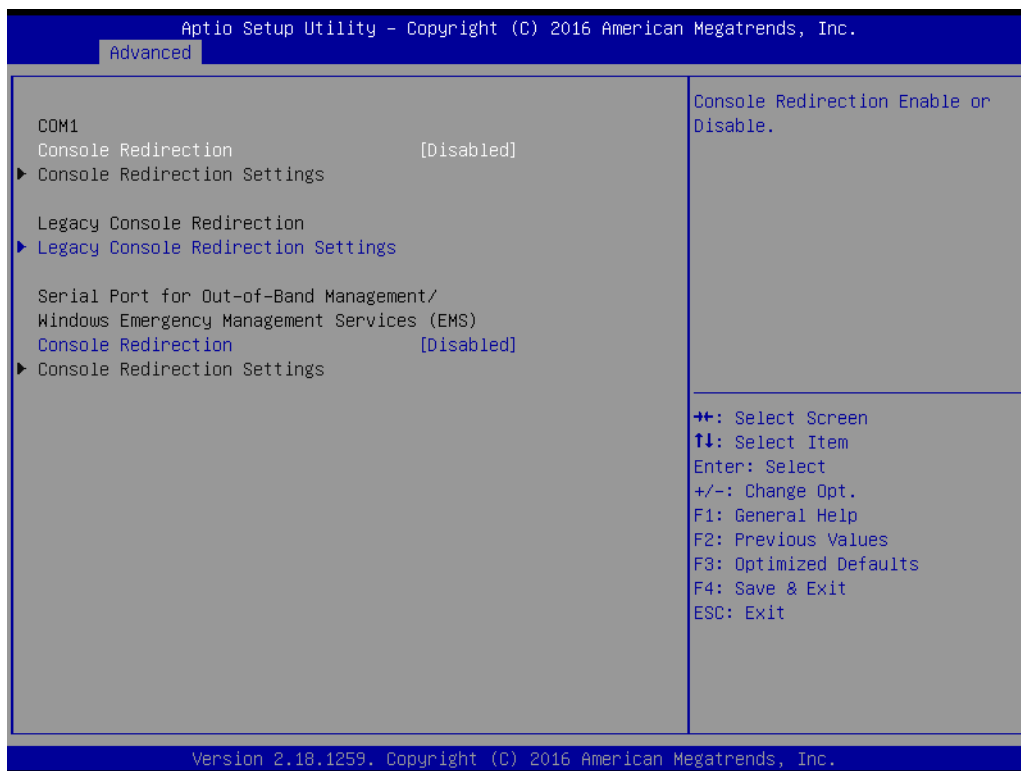 Aptio Setup Utility – Copyright (C) 2016 American Megatrends, Inc.
Advanced
COM1
Console Redirection [Disabled]
▶ Console Redirection Settings
Legacy Console Redirection
▶ Legacy Console Redirection Settings
Serial Port for Out-of-Band Management/
Windows Emergency Management Services (EMS)
Console Redirection [Disabled]
▶ Console Redirection Settings
Console Redirection Enable or
Disable.
→←: Select Screen
↑↓: Select Item
Enter: Select
+/-: Change Opt.
F1: General Help
F2: Previous Values
F3: Optimized Defaults
F4: Save & Exit
ESC: Exit
Version 2.18.1259. Copyright (C) 2016 American Megatrends, Inc.